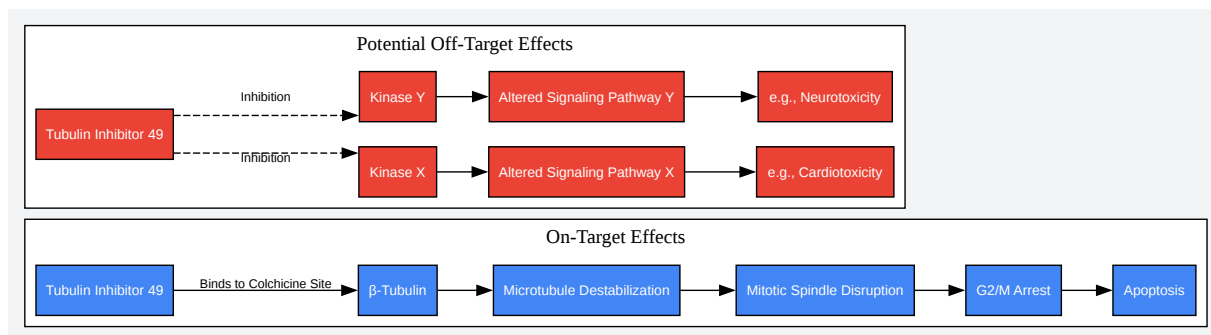 Potential Off-Target Effects
Inhibition
Kinase Y
Altered Signaling Pathway Y
e.g., Neurotoxicity
Tubulin Inhibitor 49
Inhibition
Kinase X
Altered Signaling Pathway X
e.g., Cardiotoxicity
On-Target Effects
Tubulin Inhibitor 49
Binds to Colchicine Site
β-Tubulin
Microtubule Destabilization
Mitotic Spindle Disruption
G2/M Arrest
Apoptosis